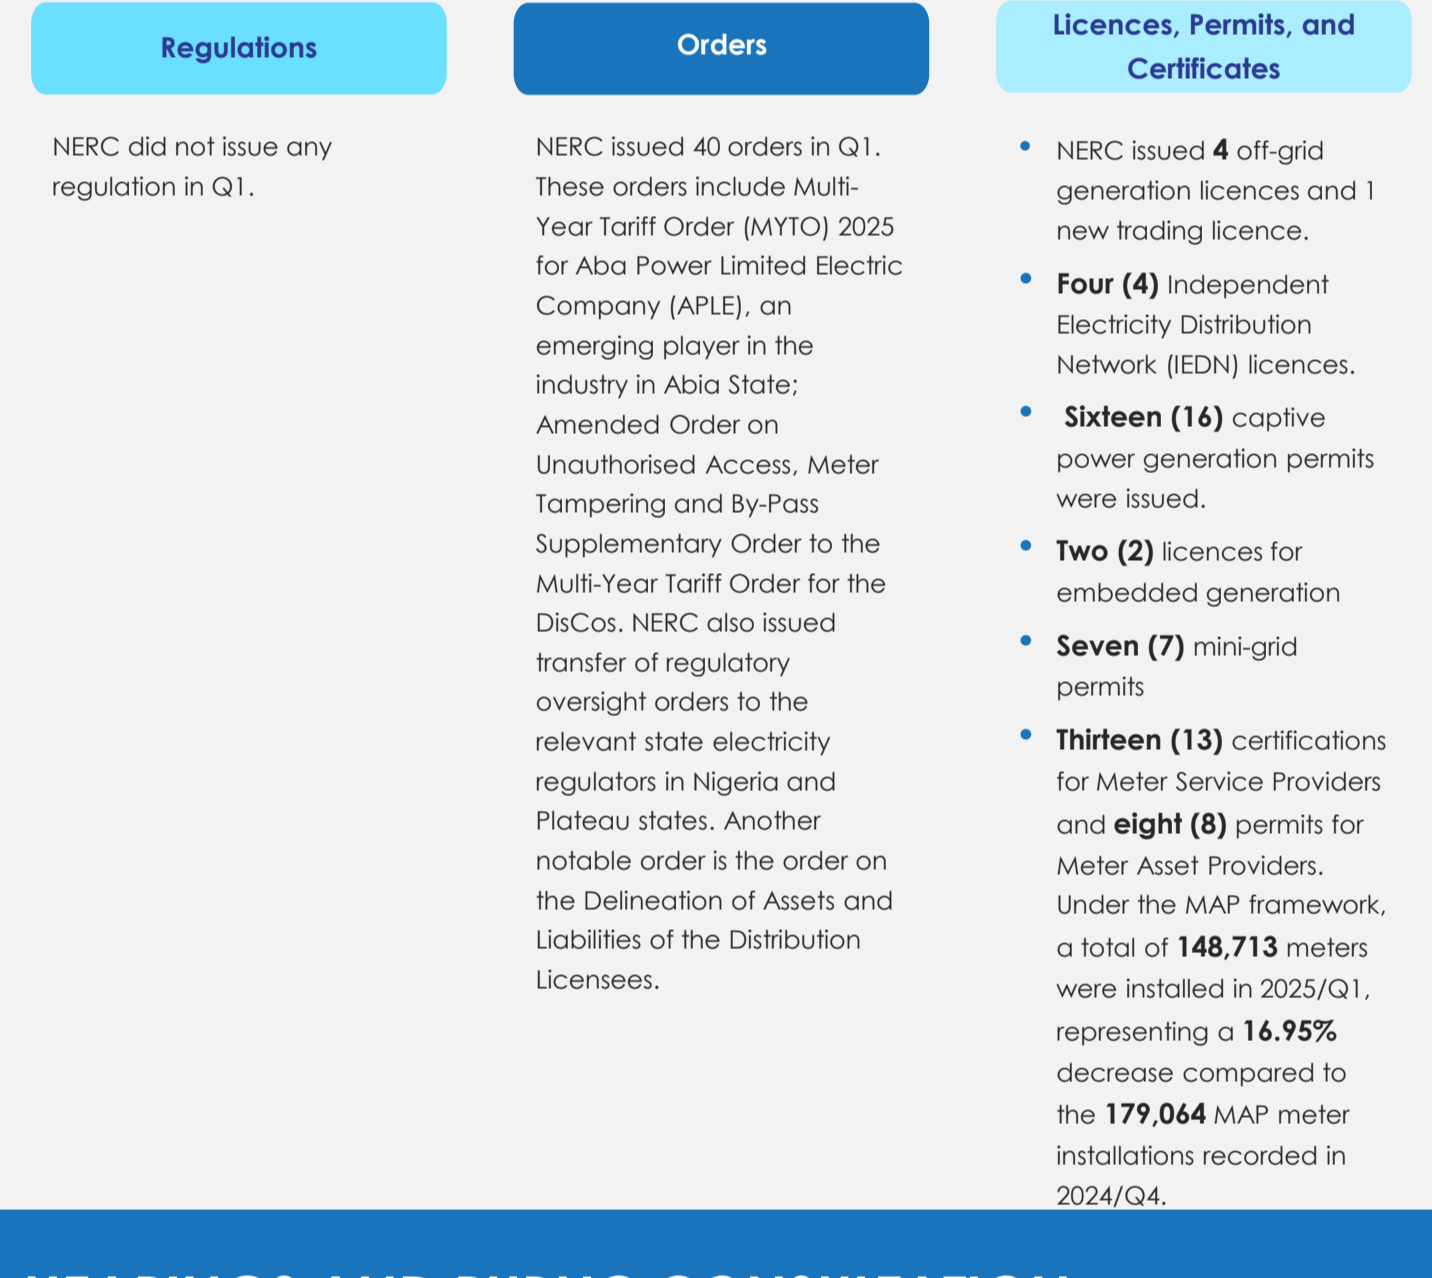 Regulations
NERC did not issue any
regulation in Q1.
Orders
NERC issued 40 orders in Q1.
These orders include Multi-
Year Tariff Order (MYTO) 2025
for Aba Power Limited Electric
Company (APLE), an
emerging player in the
industry in Abia State;
Amended Order on
Unauthorised Access, Meter
Tampering and By-Pass
Supplementary Order to the
Multi-Year Tariff Order for the
DisCos. NERC also issued
transfer of regulatory
oversight orders to the
relevant state electricity
regulators in Nigeria and
Plateau states. Another
notable order is the order on
the Delineation of Assets and
Liabilities of the Distribution
Licensees.
Licences, Permits, and
Certificates
• NERC issued 4 off-grid
generation licences and 1
new trading licence.
• Four (4) Independent
Electricity Distribution
Network (IEDN) licences.
• Sixteen (16) captive
power generation permits
were issued.
• Two (2) licences for
embedded generation
• Seven (7) mini-grid
permits
• Thirteen (13) certifications
for Meter Service Providers
and eight (8) permits for
Meter Asset Providers.
Under the MAP framework,
a total of 148,713 meters
were installed in 2025/Q1,
representing a 16.95%
decrease compared to
the 179,064 MAP meter
installations recorded in
2024/Q4.